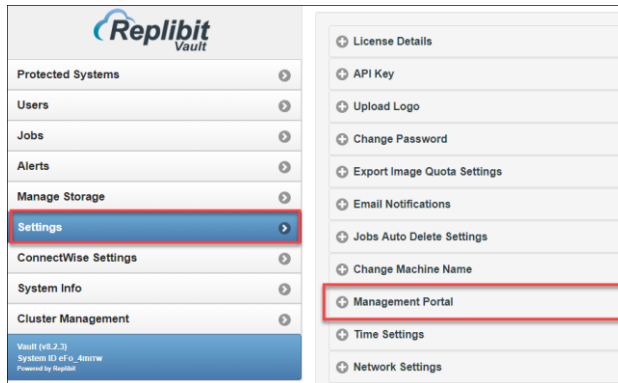 Replibit
Vault
Protected Systems
Users
Jobs
Alerts
Manage Storage
Settings
ConnectWise Settings
System Info
Cluster Management
Vault (v8.2.3)
System ID eFo_4mrrw
Powered by Replibit
License Details
API Key
Upload Logo
Change Password
Export Image Quota Settings
Email Notifications
Jobs Auto Delete Settings
Change Machine Name
Management Portal
Time Settings
Network Settings